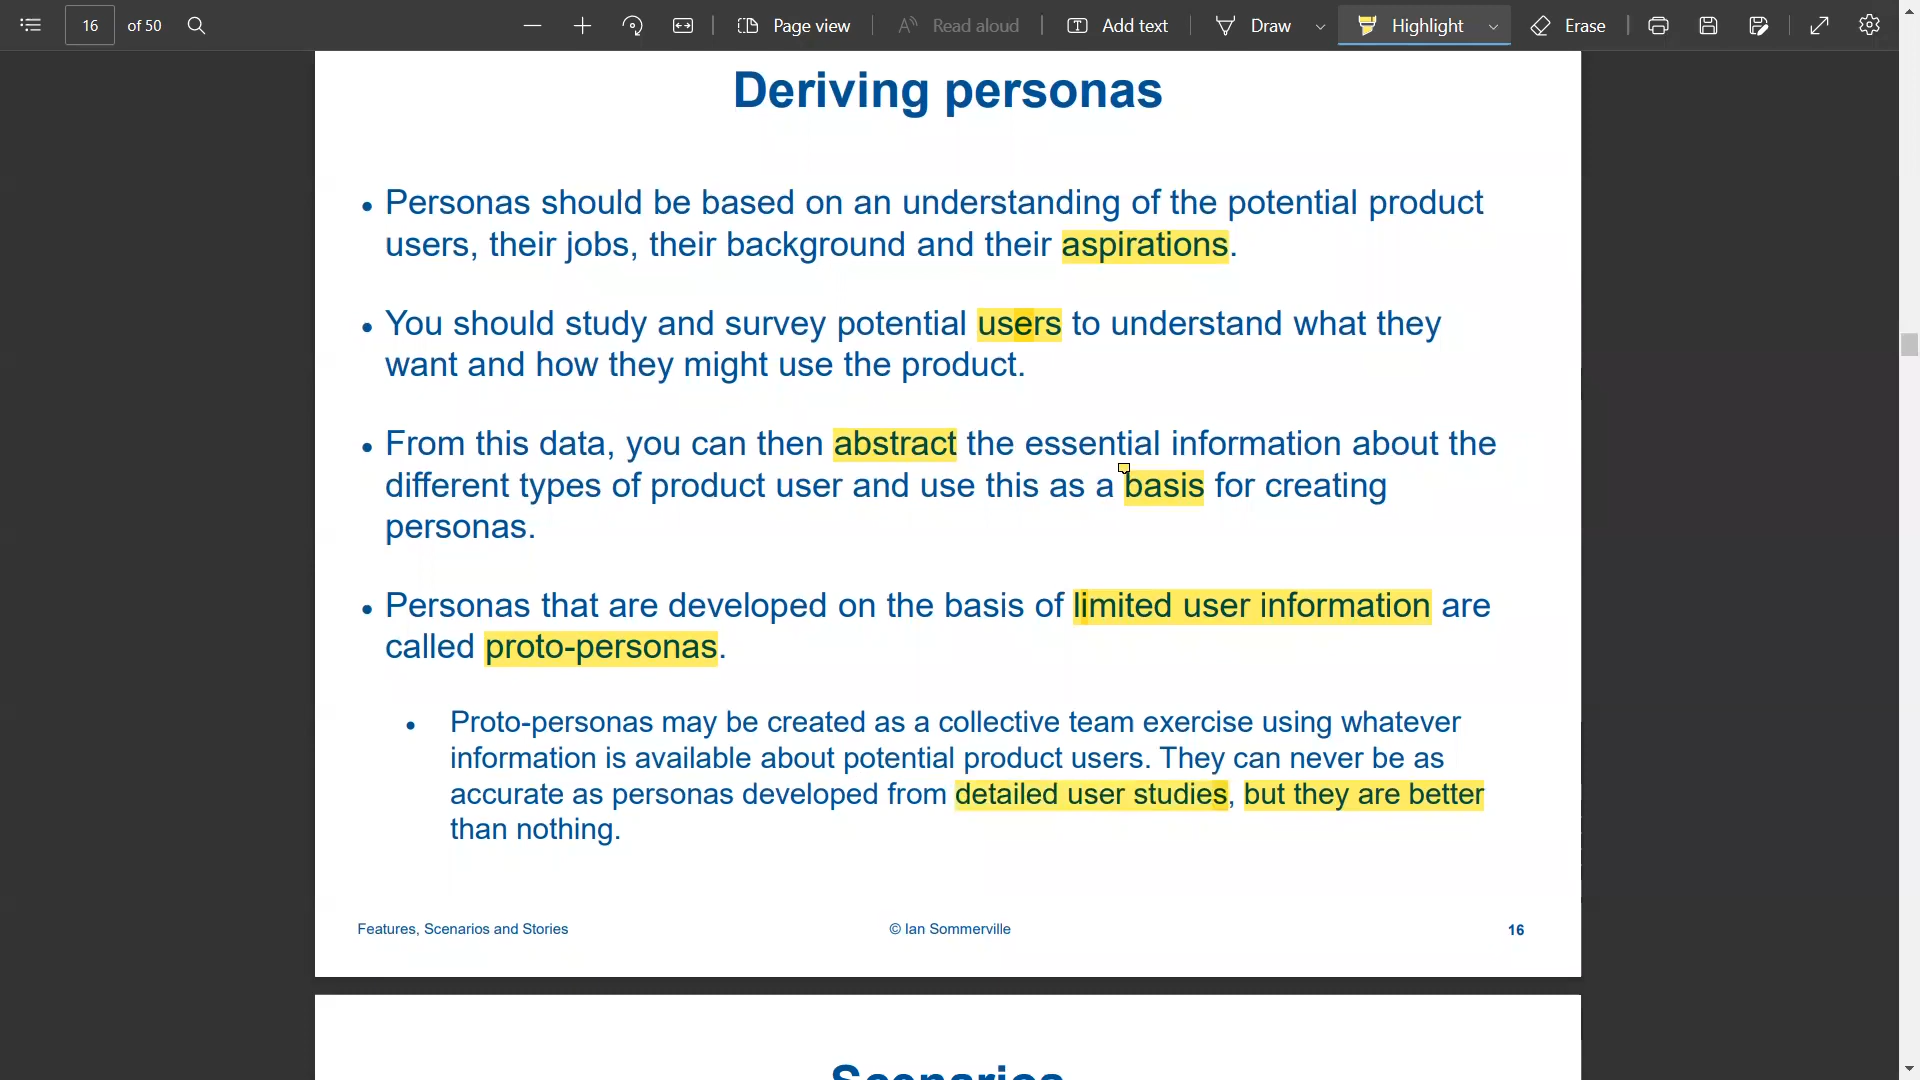 16 of 50 Page view Read aloud Add text Draw Highlight Erase
Deriving personas
• Personas should be based on an understanding of the potential product
users, their jobs, their background and their aspirations.
• You should study and survey potential users to understand what they
want and how they might use the product.
• From this data, you can then abstract the essential information about the
different types of product user and use this as a basis for creating
personas.
• Personas that are developed on the basis of limited user information are
called proto-personas.
• Proto-personas may be created as a collective team exercise using whatever
information is available about potential product users. They can never be as
accurate as personas developed from detailed user studies, but they are better
than nothing.
Features, Scenarios and Stories © Ian Sommerville 16
Scenarios